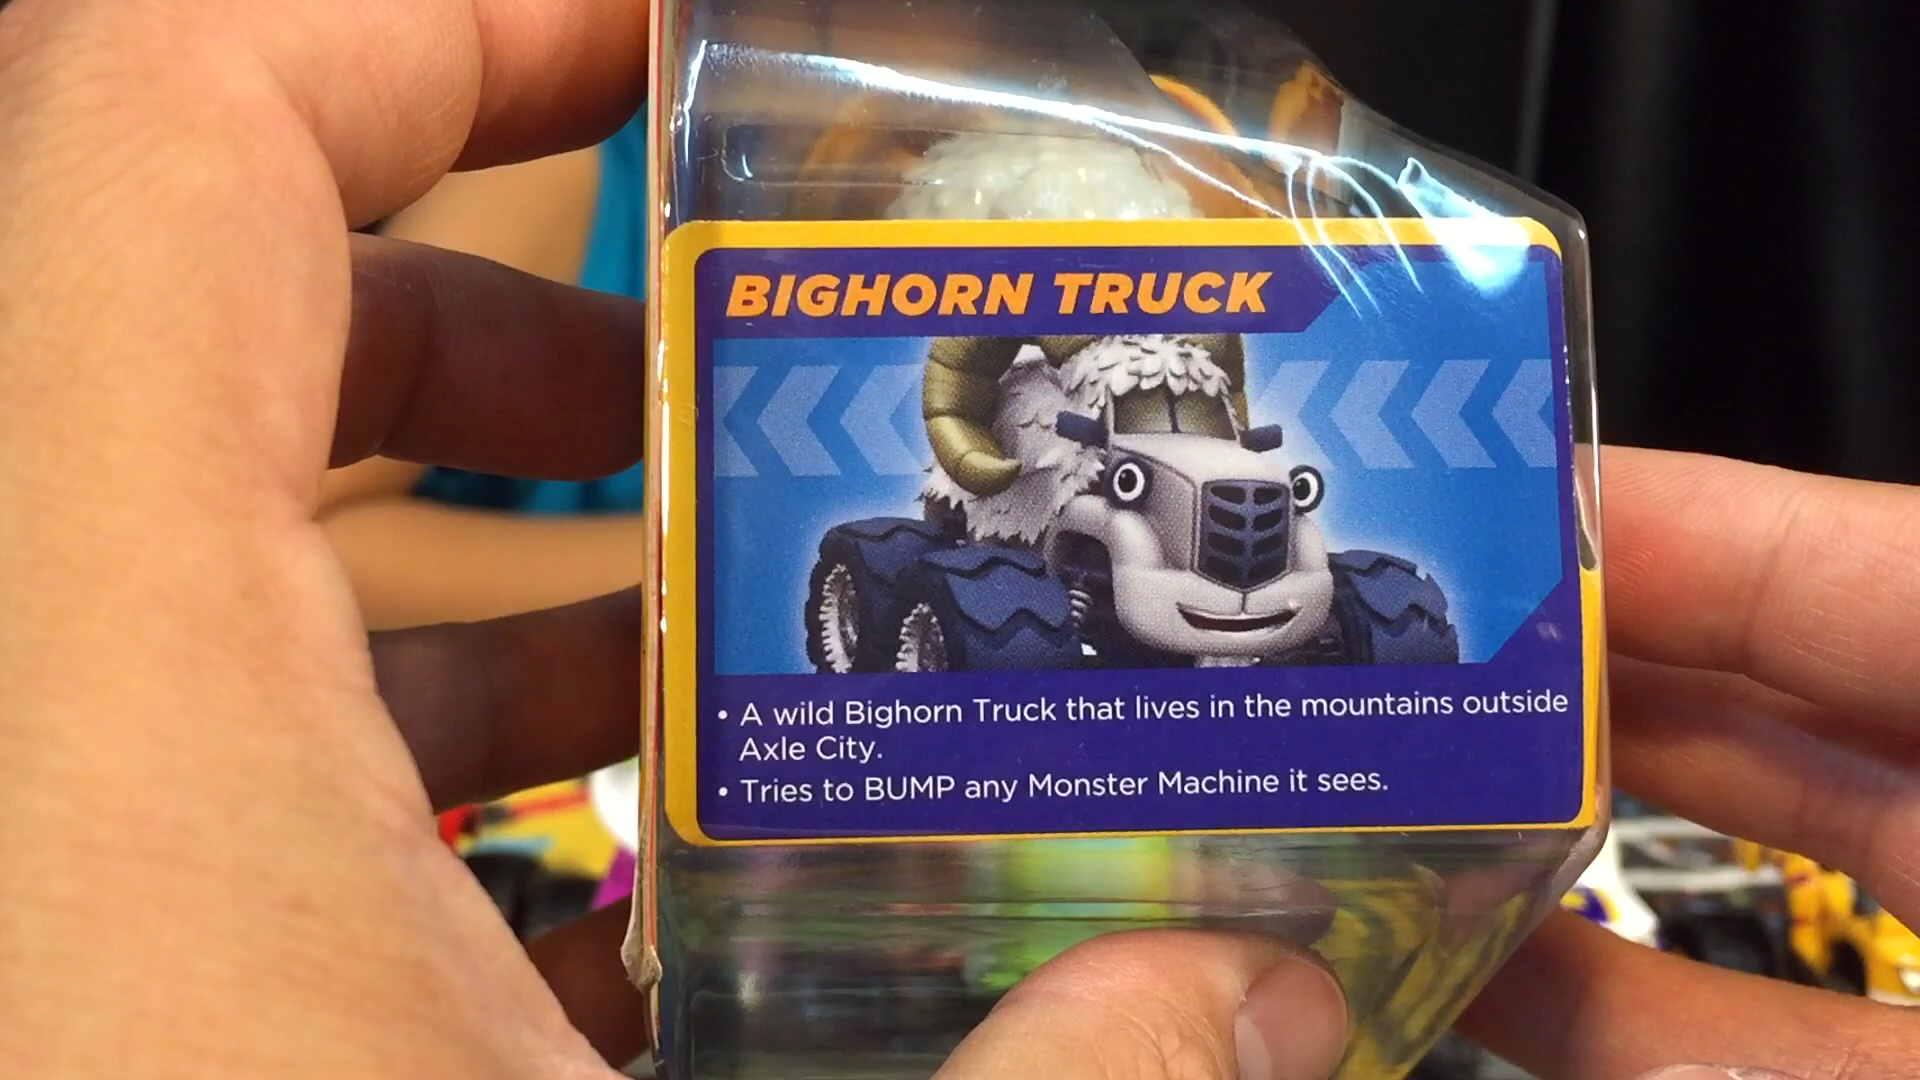 BIGHORN TRUCK
• A wild Bighorn Truck that lives in the mountains outside
Axle City.
• Tries to BUMP any Monster Machine it sees.